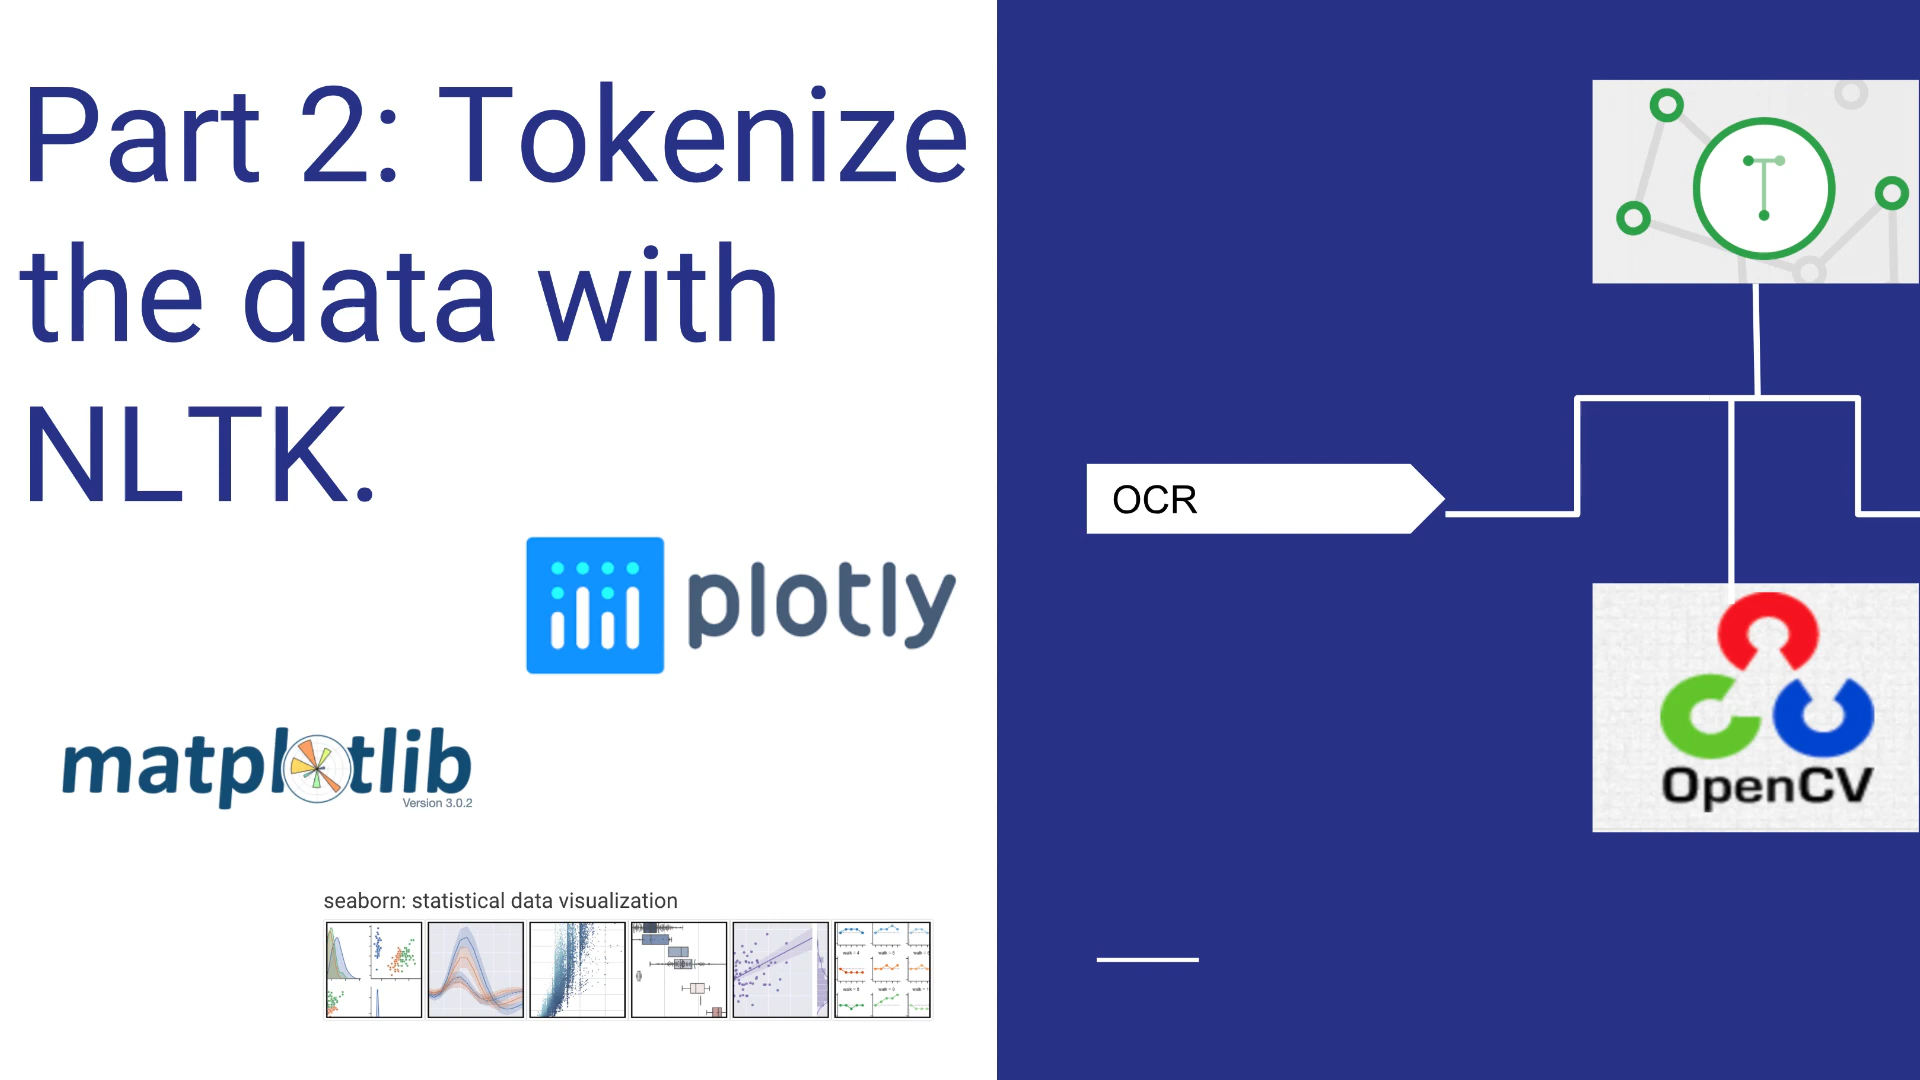 Part 2: Tokenize
the data with
NLTK.
plotly
matplotlib
Version 3.0.2
seaborn: statistical data visualization
OCR
T
OpenCV